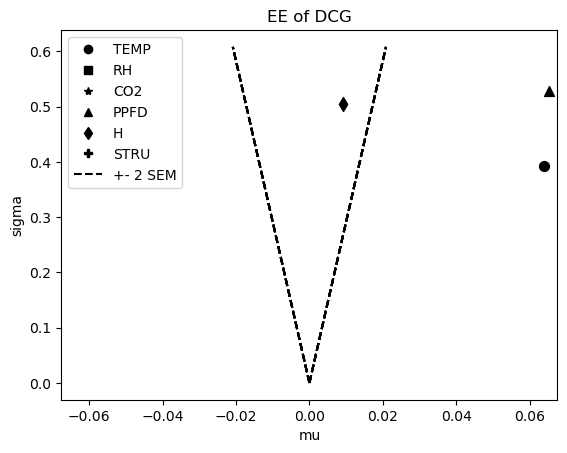 EE of DCG
TEMP
RH
CO2
PPFD
H
STRU
+- 2 SEM
sigma
0.6
0.5
0.4
0.3
0.2
0.1
0.0
−0.06
−0.04
−0.02
0.00
0.02
0.04
0.06
mu